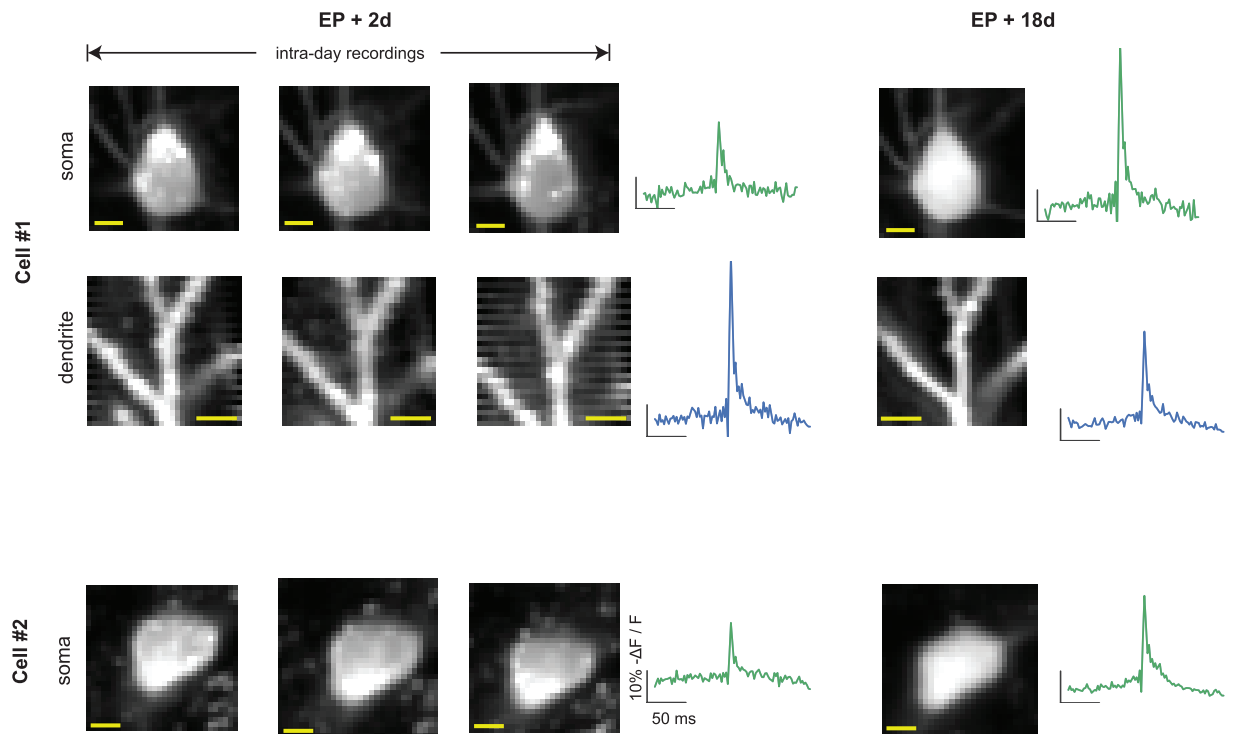 EP + 2d
EP + 18d
intra-day recordings
Cell #1
soma
dendrite
Cell #2
soma
10% -ΔF / F
50 ms